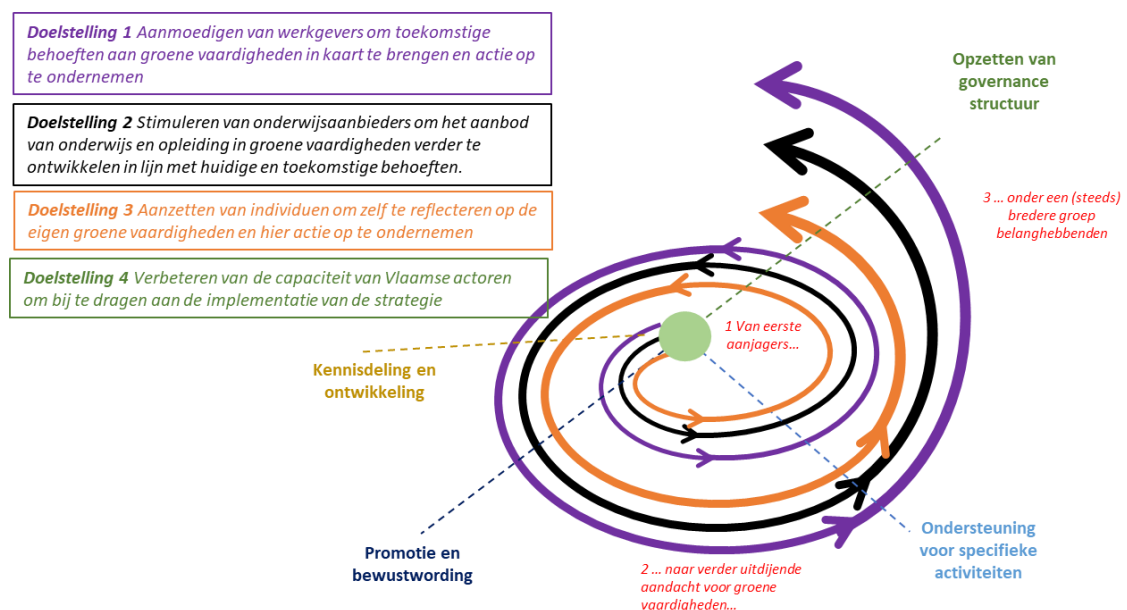 Doelstelling 1 Aanmoedigen van werkgevers om toekomstige
behoeften aan groene vaardigheden in kaart te brengen en actie op
te ondernemen
Doelstelling 2 Stimuleren van onderwijsaanbieders om het aanbod
van onderwijs en opleiding in groene vaardigheden verder te
ontwikkelen in lijn met huidige en toekomstige behoeften.
Doelstelling 3 Aanzetten van individuen om zelf te reflecteren op de
eigen groene vaardigheden en hier actie op te ondernemen
Doelstelling 4 Verbeteren van de capaciteit van Vlaamse actoren
om bij te dragen aan de implementatie van de strategie
Opzetten van
governance
structuur
3 ... onder een (steeds)
bredere groep
belanghebbenden
1 Van eerste
aanjagers...
Kennisdeling en
ontwikkeling
Promotie en
bewustwording
Ondersteuning
voor specifieke
activiteiten
2 ... naar verder uitdijende
aandacht voor groene
vaardigheden...